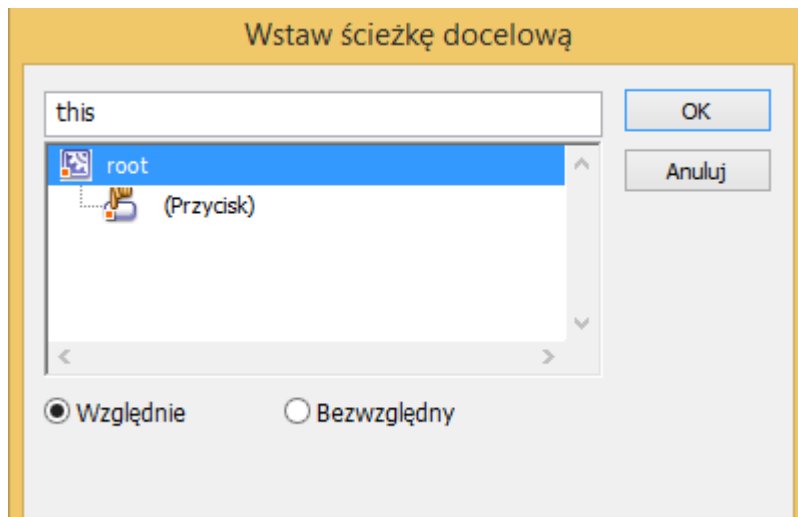 Wstaw ścieżkę docelową
this
OK
root
Anuluj
(Przycisk)
Względnie
Bezwzględny